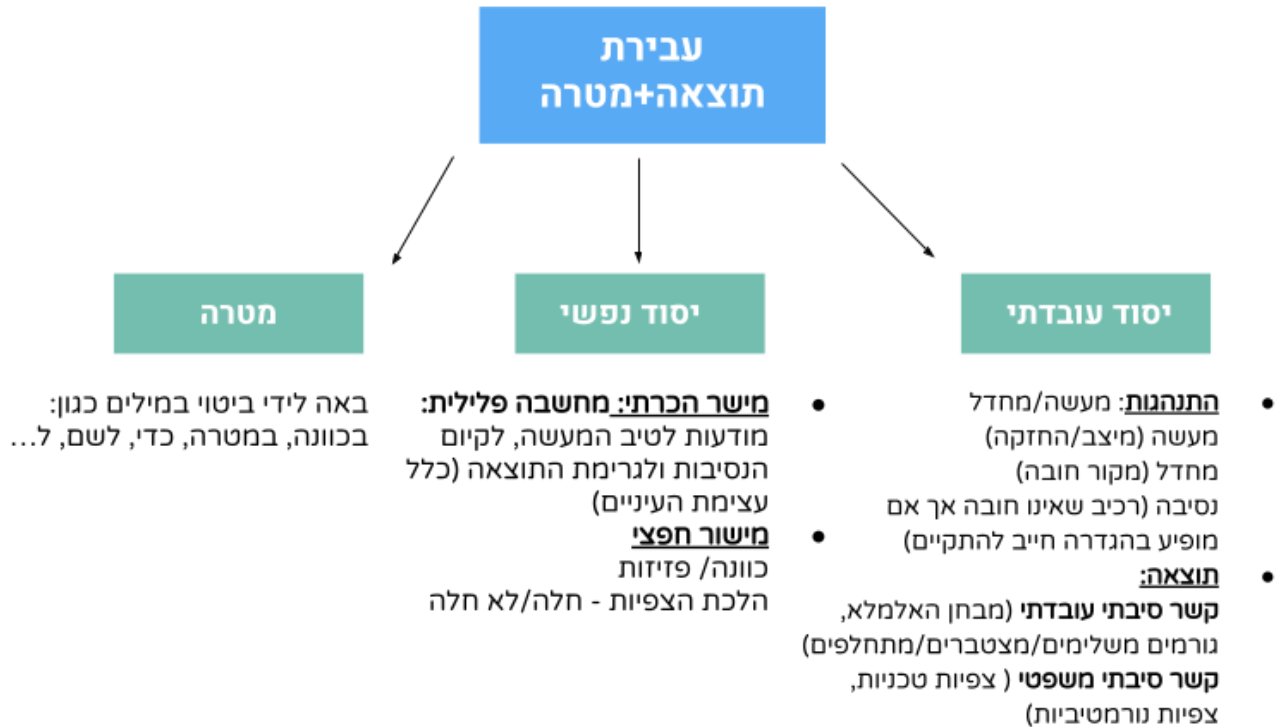 עבירת
תוצאה+מטרה
יסוד עובדתי
יסוד נפשי
מטרה
● התנהגות: מעשה/מחדל
מעשה (מיצב/החזקה)
מחדל (מקור חובה)
נסיבה (רכיב שאינו חובה אך אם
מופיע בהגדרה חייב להתקיים)
● תוצאה:
קשר סיבתי עובדתי (מבחן האלמלא,
גורמים משלימים/מצטברים/מתחלפים)
קשר סיבתי משפטי ( צפיות טכניות,
צפיות נורמטיביות)
● מישר הכרתי: מחשבה פלילית:
מודעות לטיב המעשה, לקיום
הנסיבות ולגרימת התוצאה (כלל
עצימת העיניים)
● מישור חפצי
כוונה/ פזיזות
הלכת הצפיות - חלה/לא חלה
באה לידי ביטוי במילים כגון:
בכוונה, במטרה, כדי, לשם, ל...